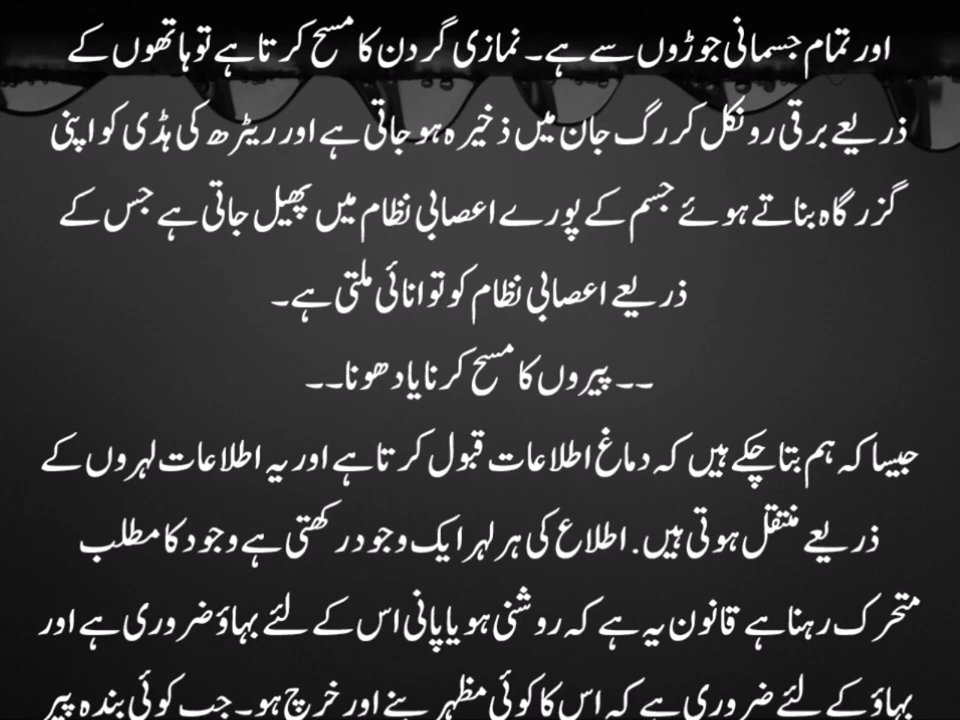 اور تمام جسمانی جوڑوں سے ہے۔ نمازی گردن کا مسح کرتا ہے تو ہاتھوں کے
ذریعے برقی رو نکل کر رگ جان میں ذخیرہ ہو جاتی ہے اور ریڑھ کی ہڈی کو اپنی
گزرگاہ بناتے ہوئے جسم کے پورے اعصابی نظام میں پھیل جاتی ہے جس کے
ذریعے اعصابی نظام کو توانائی ملتی ہے۔
۔۔ پیروں کا مسح کرنا یا دھونا۔۔
جیسا کہ ہم بتا چکے ہیں کہ دماغ اطلاعات قبول کرتا ہے اور یہ اطلاعات لہروں کے
ذریعے منتقل ہوتی ہیں. اطلاع کی ہر لہر ایک وجود رکھتی ہے وجود کا مطلب
متحرک رہنا ہے قانون یہ ہے کہ روشنی ہو یا پانی اس کے لئے بہاؤ ضروری ہے اور
بہاؤ کے لئے ضروری ہے کہ اس کا کوئی مظہر بنے اور خرچ ہو۔ جب کوئی بندہ پیر